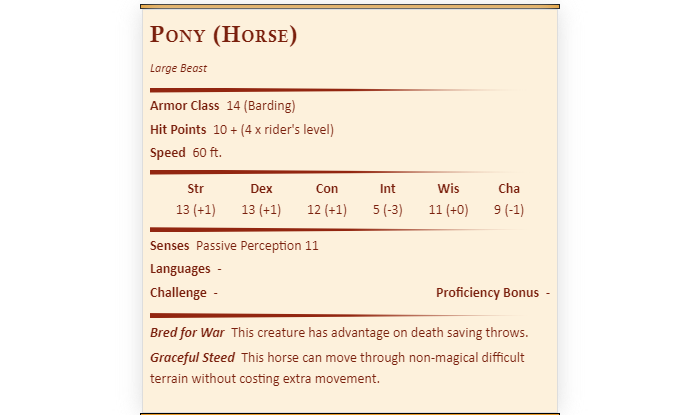 Pony (Horse)
Large Beast
Armor Class 14 (Barding)
Hit Points 10 + (4 x rider's level)
Speed 60 ft.
Str Dex Con Int Wis Cha
13 (+1) 13 (+1) 12 (+1) 5 (-3) 11 (+0) 9 (-1)
Senses Passive Perception 11
Languages -
Challenge - Proficiency Bonus -
Bred for War This creature has advantage on death saving throws.
Graceful Steed This horse can move through non-magical difficult
terrain without costing extra movement.